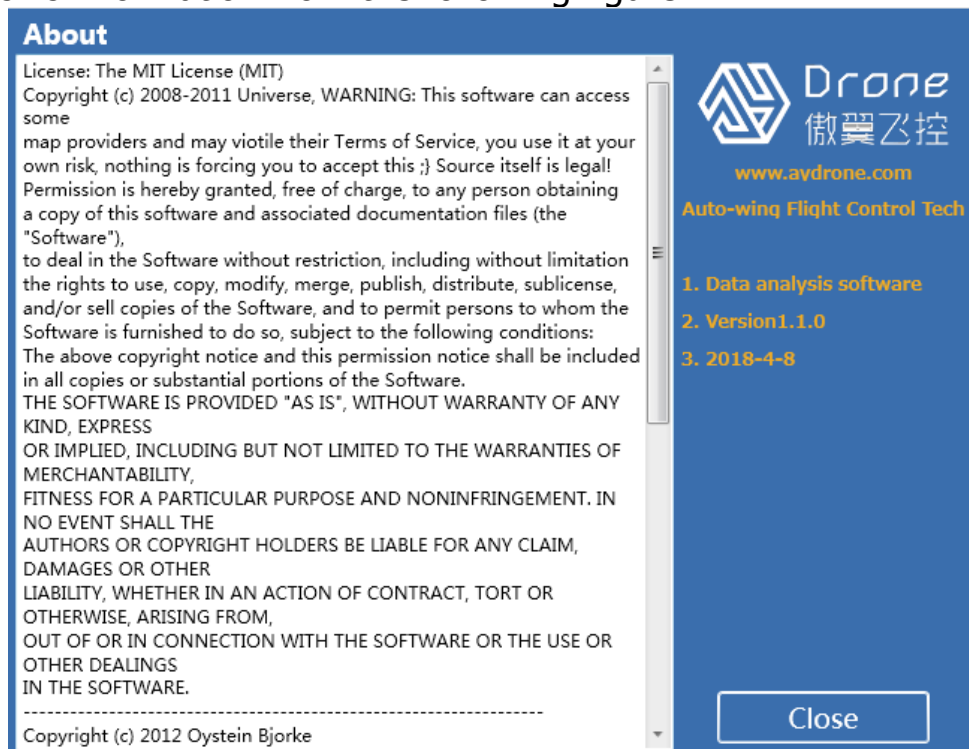 About
License: The MIT License (MIT)
Copyright (c) 2008-2011 Universe, WARNING: This software can access
some
map providers and may viotile their Terms of Service, you use it at your
own risk, nothing is forcing you to accept this ;} Source itself is legal!
Permission is hereby granted, free of charge, to any person obtaining
a copy of this software and associated documentation files (the
"Software"),
to deal in the Software without restriction, including without limitation
the rights to use, copy, modify, merge, publish, distribute, sublicense,
and/or sell copies of the Software, and to permit persons to whom the
Software is furnished to do so, subject to the following conditions:
The above copyright notice and this permission notice shall be included
in all copies or substantial portions of the Software.
THE SOFTWARE IS PROVIDED "AS IS", WITHOUT WARRANTY OF ANY
KIND, EXPRESS
OR IMPLIED, INCLUDING BUT NOT LIMITED TO THE WARRANTIES OF
MERCHANTABILITY,
FITNESS FOR A PARTICULAR PURPOSE AND NONINFRINGEMENT. IN
NO EVENT SHALL THE
AUTHORS OR COPYRIGHT HOLDERS BE LIABLE FOR ANY CLAIM,
DAMAGES OR OTHER
LIABILITY, WHETHER IN AN ACTION OF CONTRACT, TORT OR
OTHERWISE, ARISING FROM,
OUT OF OR IN CONNECTION WITH THE SOFTWARE OR THE USE OR
OTHER DEALINGS
IN THE SOFTWARE.
------------------------------------------------------------------
Copyright (c) 2012 Oystein Bjorke
Drone
傲翼飞控
www.aydrone.com
Auto-wing Flight Control Tech
1. Data analysis software
2. Version1.1.0
3. 2018-4-8
Close